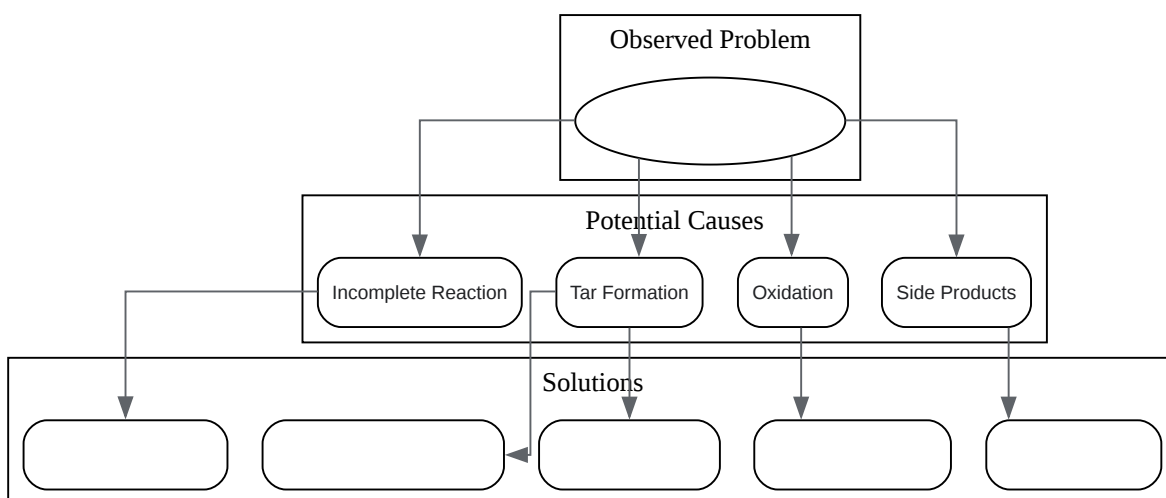 Observed Problem
Potential Causes
Incomplete Reaction
Tar Formation
Oxidation
Side Products
Solutions